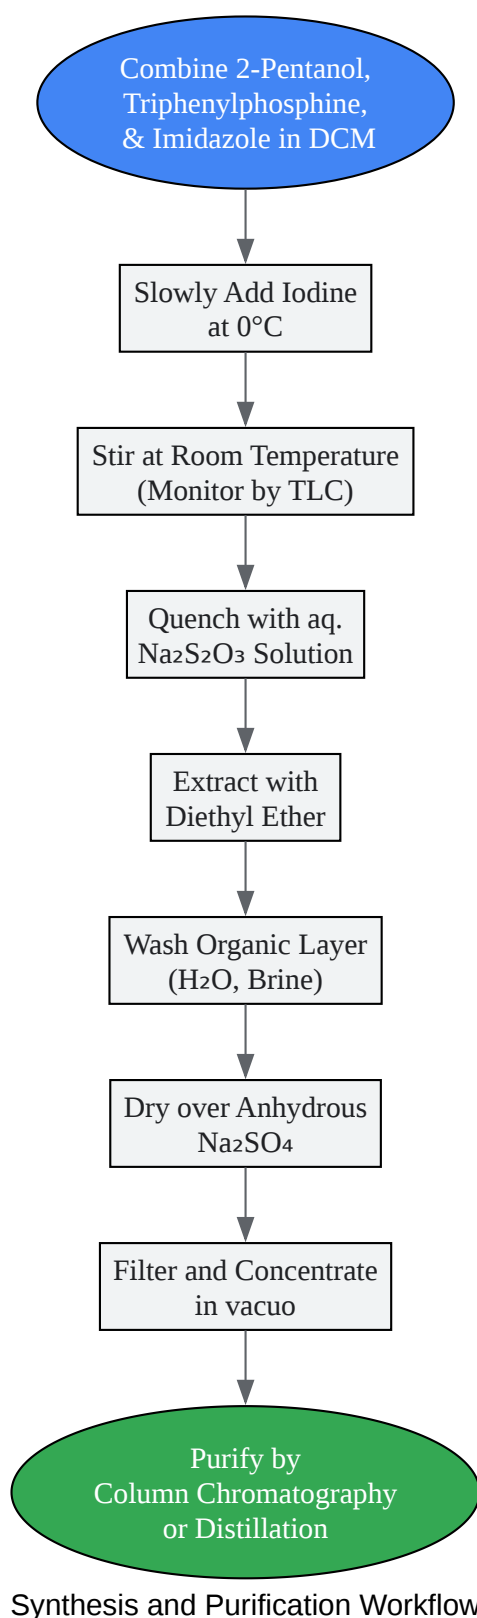 Combine 2-Pentanol,
Triphenylphosphine,
& Imidazole in DCM
Slowly Add Iodine
at 0°C
Stir at Room Temperature
(Monitor by TLC)
Quench with aq.
Na₂S₂O₃ Solution
Extract with
Diethyl Ether
Wash Organic Layer
(H₂O, Brine)
Dry over Anhydrous
Na₂SO₄
Filter and Concentrate
in vacuo
Purify by
Column Chromatography
or Distillation
Synthesis and Purification Workflow